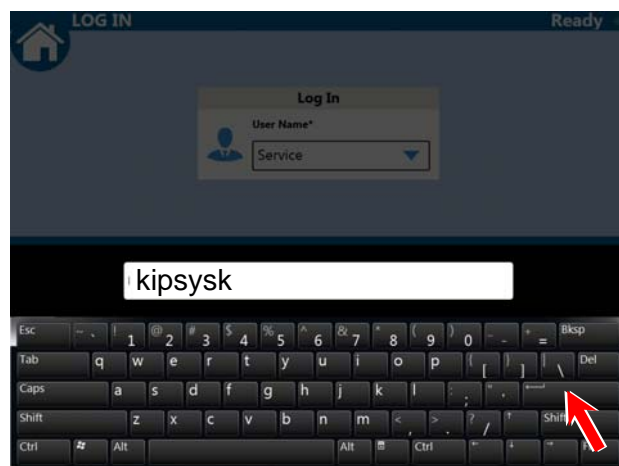 LOG IN Ready
Log In
User Name*
Service
kipsysk
Esc ~ ` ! 1 @ 2 # 3 $ 4 % 5 ^ 6 & 7 * 8 ( 9 ) 0 _ - + = Bksp
Tab q w e r t y u i o p { [ } ] | \ Del
Caps a s d f g h j k l : ; " '
Shift z x c v b n m < , > . ? / ↑ Shift
Ctrl Alt Alt Ctrl ← ↓ →